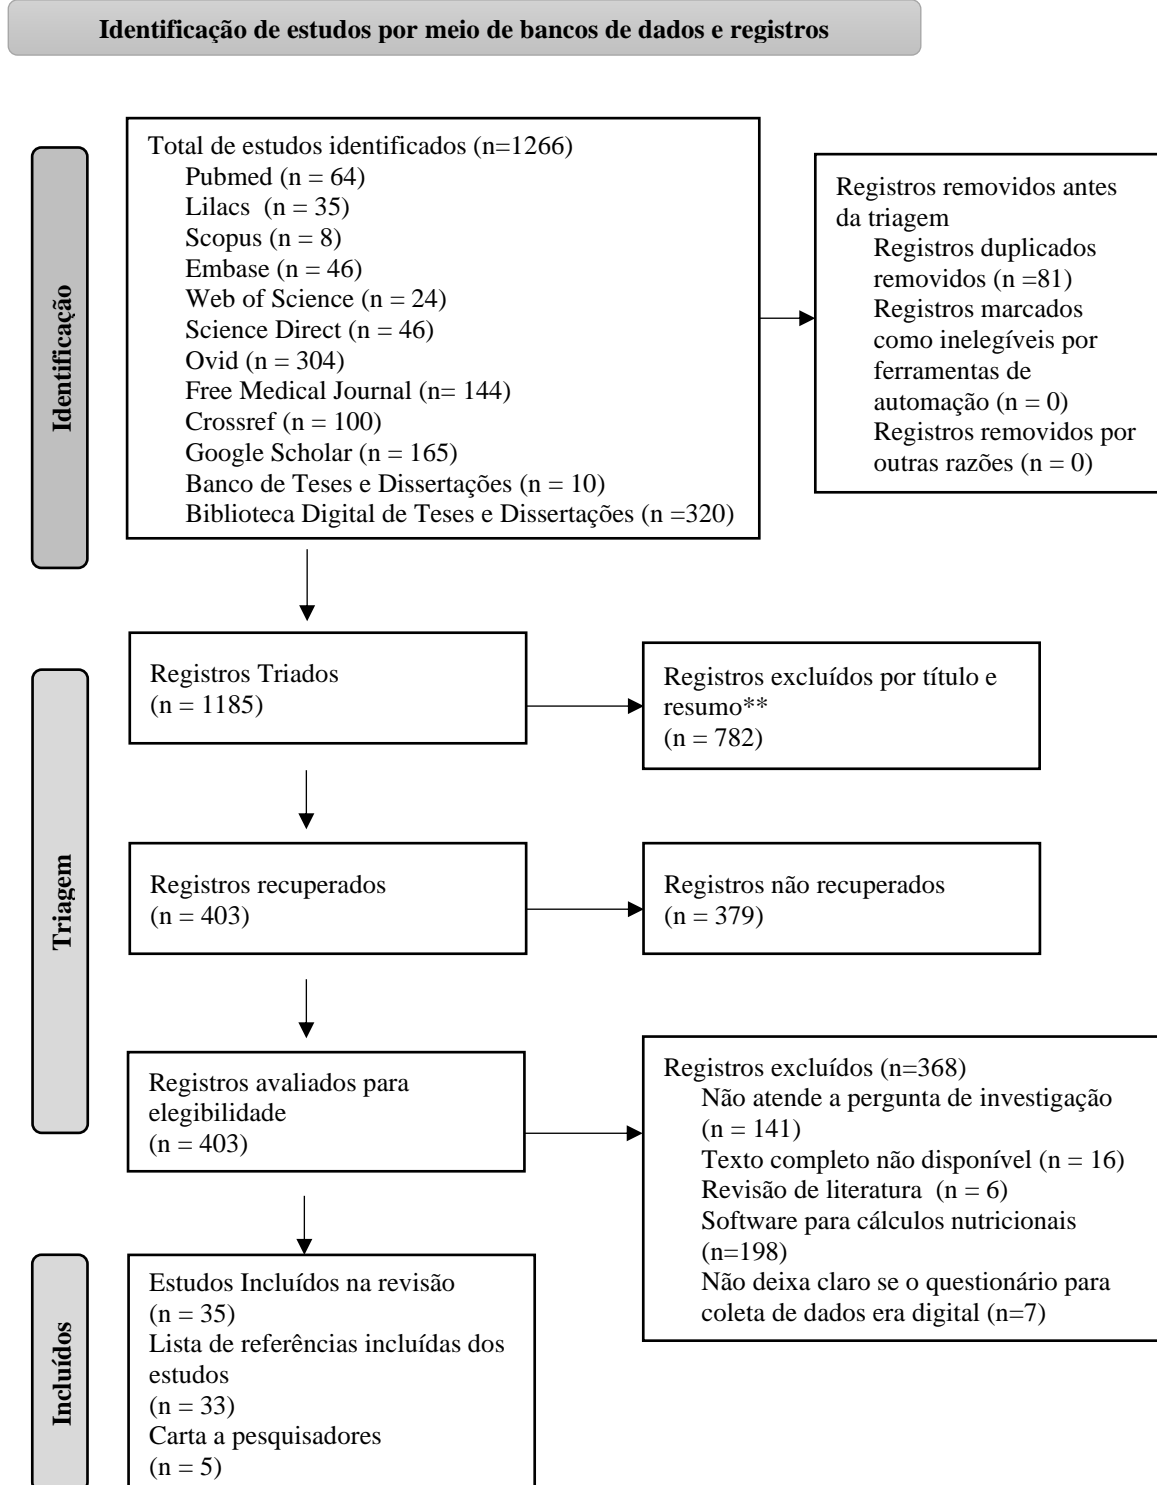 Identificação de estudos por meio de bancos de dados e registros
Identificação
Total de estudos identificados (n=1266)
Pubmed (n = 64)
Lilacs (n = 35)
Scopus (n = 8)
Embase (n = 46)
Web of Science (n = 24)
Science Direct (n = 46)
Ovid (n = 304)
Free Medical Journal (n= 144)
Crossref (n = 100)
Google Scholar (n = 165)
Banco de Teses e Dissertações (n = 10)
Biblioteca Digital de Teses e Dissertações (n =320)
Registros removidos antes
da triagem
Registros duplicados
removidos (n =81)
Registros marcados
como inelegíveis por
ferramentas de
automação (n = 0)
Registros removidos por
outras razões (n = 0)
Triagem
Registros Triados
(n = 1185)
Registros excluídos por título e
resumo**
(n = 782)
Registros recuperados
(n = 403)
Registros não recuperados
(n = 379)
Registros avaliados para
elegibilidade
(n = 403)
Registros excluídos (n=368)
Não atende a pergunta de investigação
(n = 141)
Texto completo não disponível (n = 16)
Revisão de literatura (n = 6)
Software para cálculos nutricionais
(n=198)
Não deixa claro se o questionário para
coleta de dados era digital (n=7)
Incluídos
Estudos Incluídos na revisão
(n = 35)
Lista de referências incluídas dos
estudos
(n = 33)
Carta a pesquisadores
(n = 5)